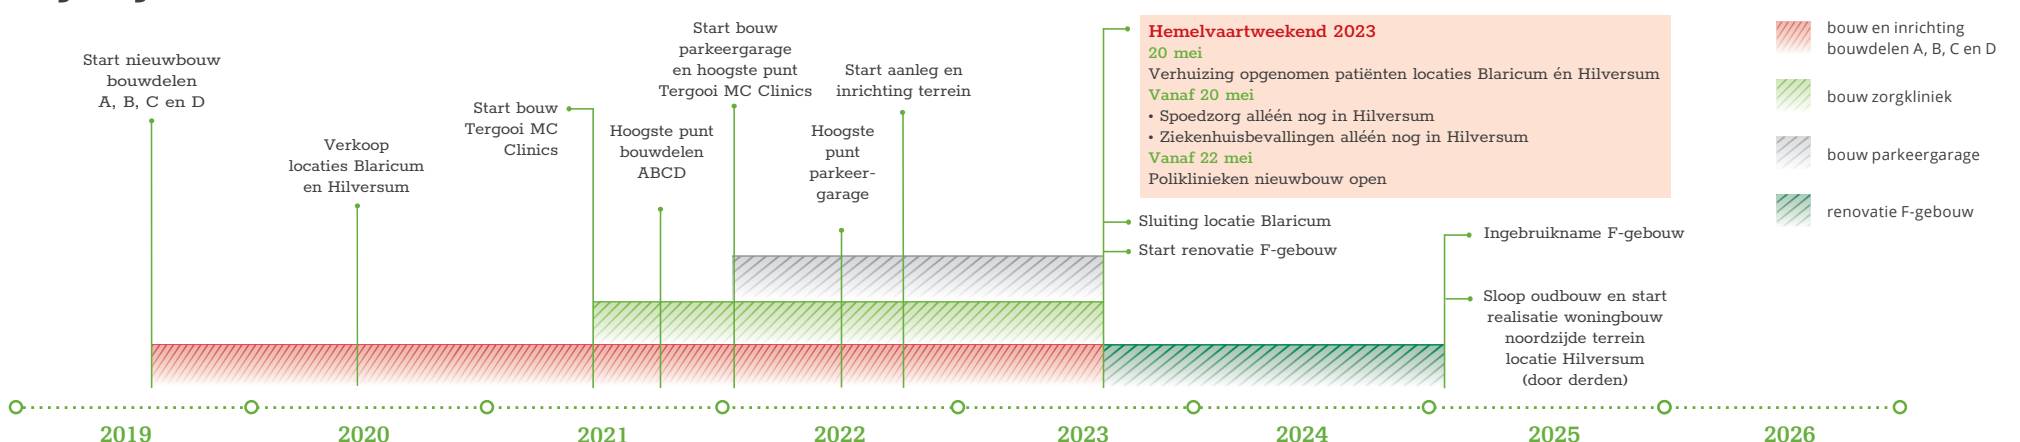 Start nieuwbouw
bouwdelen
A, B, C en D
Verkoop
locaties Blaricum
en Hilversum
Start bouw
Tergooi MC
Clinics
Hoogste punt
bouwdelen
ABCD
Start bouw
parkeergarage
en hoogste punt
Tergooi MC Clinics
Hoogste
punt
parkeer-
garage
Start aanleg en
inrichting terrein
Hemelvaartweekend 2023
20 mei
Verhuizing opgenomen patiënten locaties Blaricum én Hilversum
Vanaf 20 mei
• Spoedzorg alléén nog in Hilversum
• Ziekenhuisbevallingen alléén nog in Hilversum
Vanaf 22 mei
Poliklinieken nieuwbouw open
Sluiting locatie Blaricum
Start renovatie F-gebouw
Ingebruikname F-gebouw
Sloop oudbouw en start
realisatie woningbouw
noordzijde terrein
locatie Hilversum
(door derden)
bouw en inrichting
bouwdelen A, B, C en D
bouw zorgkliniek
bouw parkeergarage
renovatie F-gebouw
2019
2020
2021
2022
2023
2024
2025
2026